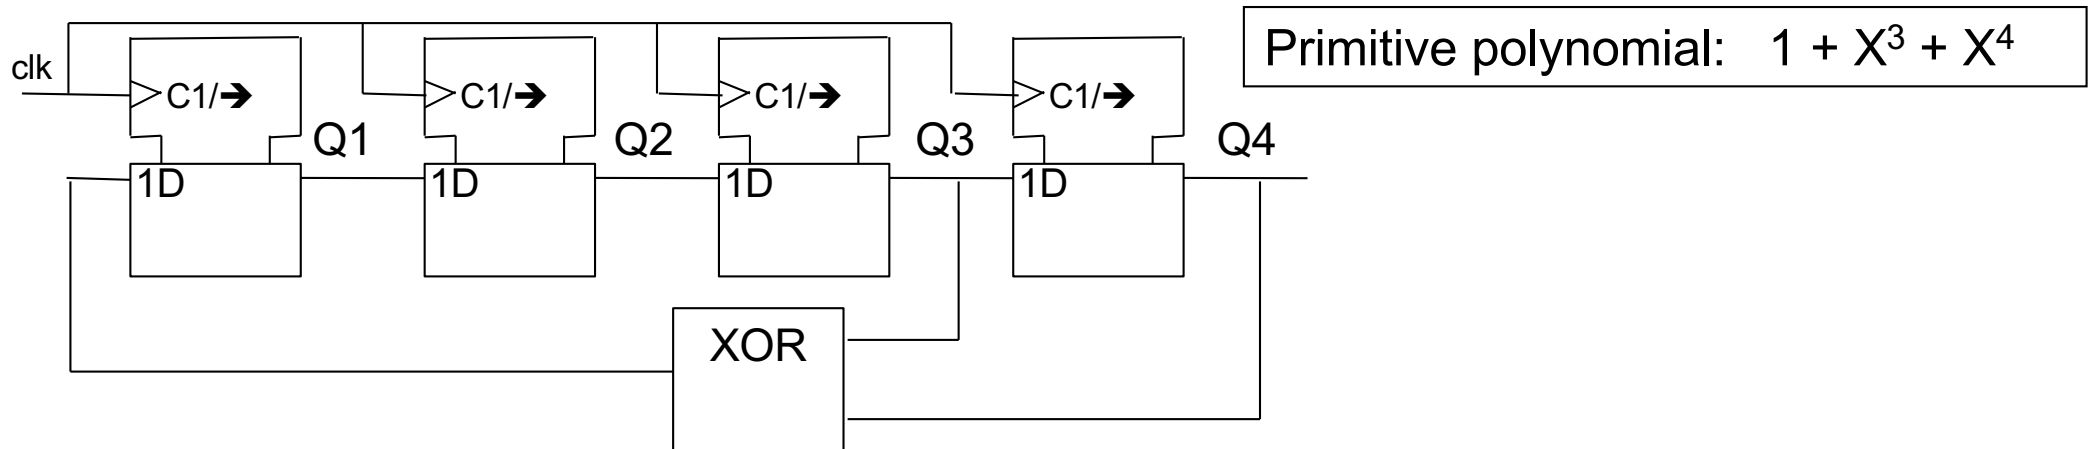 Primitive polynomial: 1 + X³ + X⁴
clk
C1/➔ C1/➔ C1/➔ C1/➔
Q1 Q2 Q3 Q4
1D 1D 1D 1D
XOR